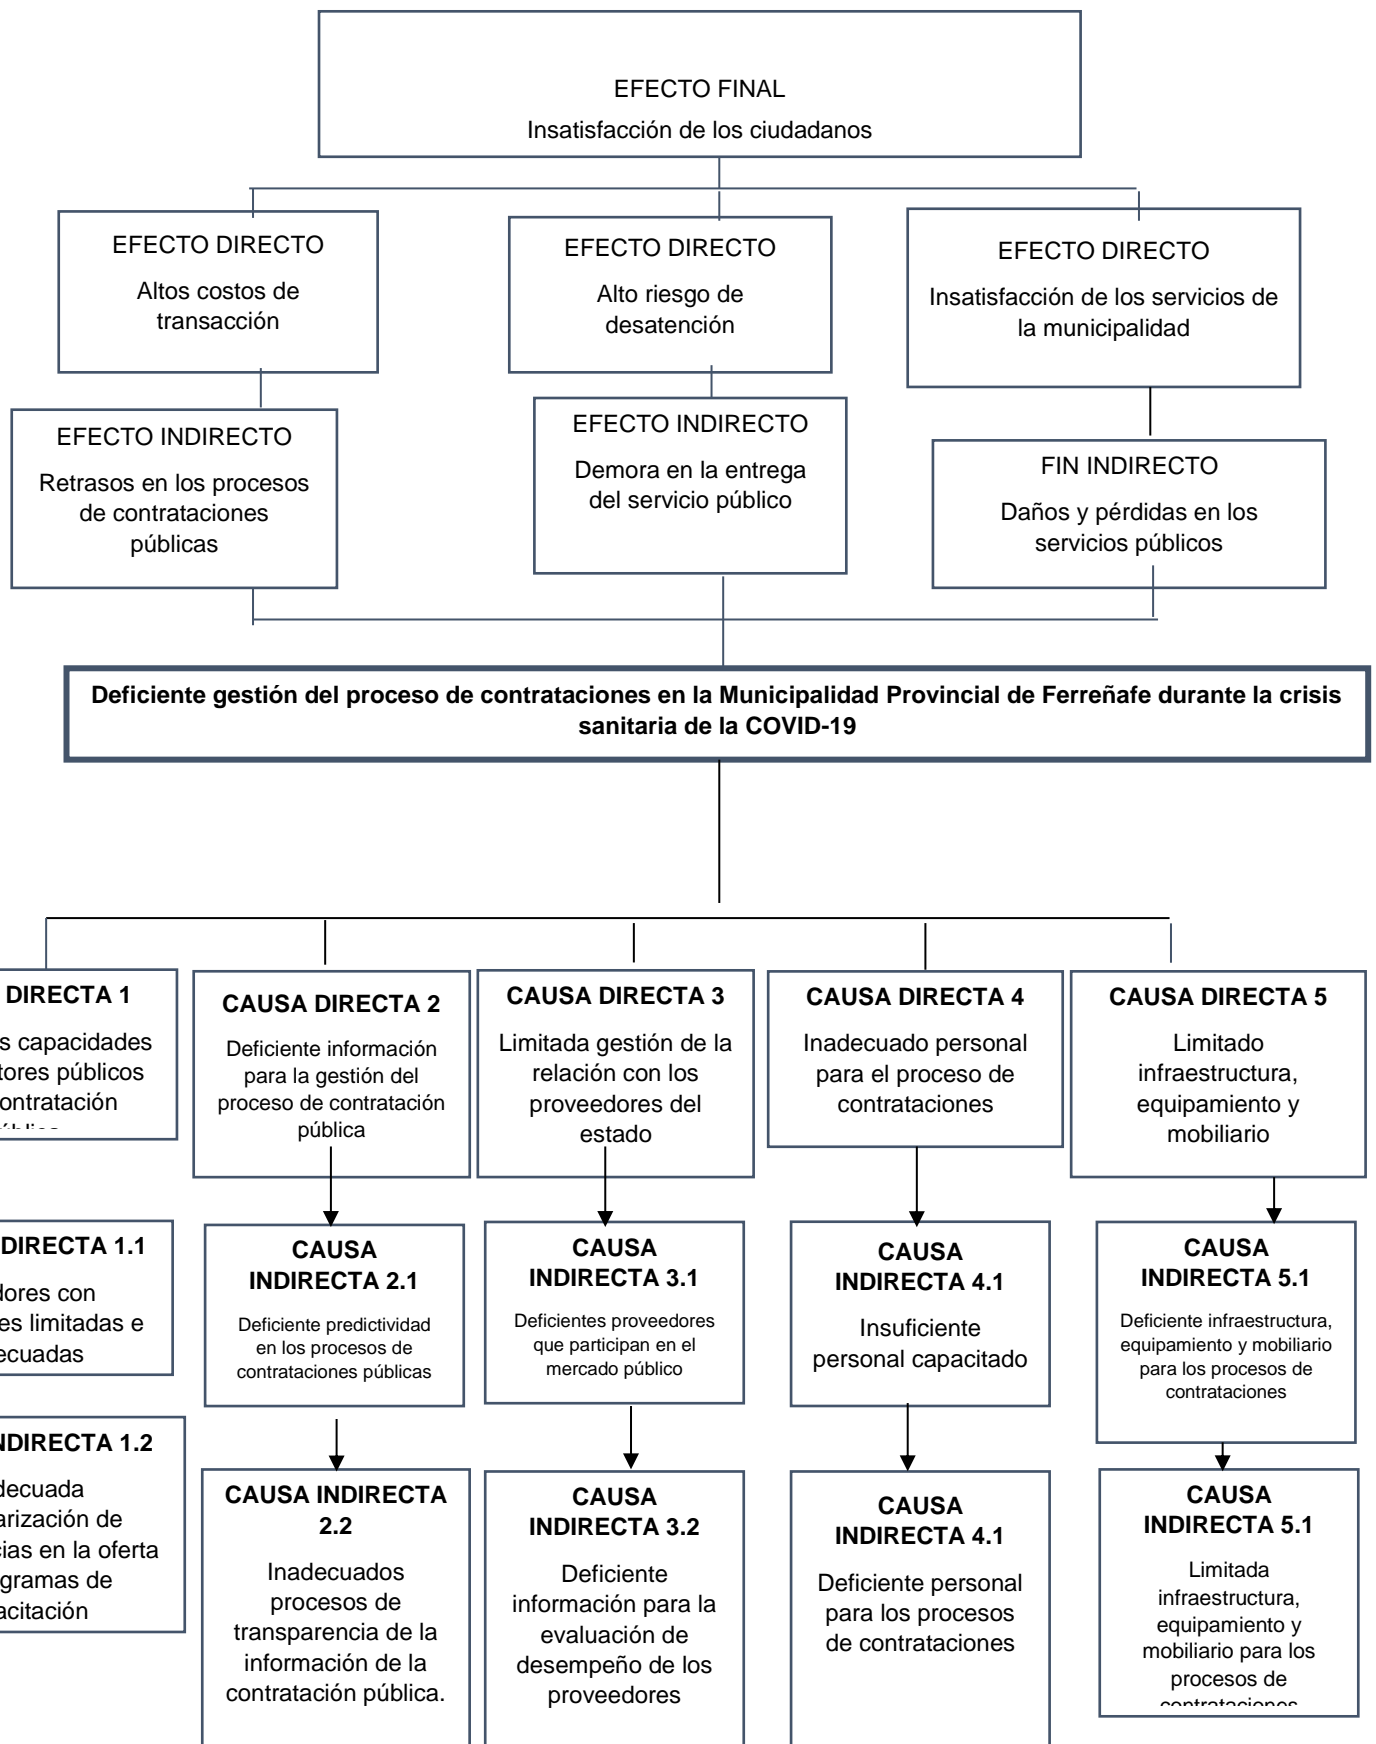 EFECTO FINAL
Insatisfacción de los ciudadanos
EFECTO DIRECTO
Altos costos de
transacción
EFECTO DIRECTO
Alto riesgo de
desatención
EFECTO DIRECTO
Insatisfacción de los servicios de
la municipalidad
EFECTO INDIRECTO
Retrasos en los procesos
de contrataciones
públicas
EFECTO INDIRECTO
Demora en la entrega
del servicio público
FIN INDIRECTO
Daños y pérdidas en los
servicios públicos
Deficiente gestión del proceso de contrataciones en la Municipalidad Provincial de Ferreñafe durante la crisis
sanitaria de la COVID-19
DIRECTA 1
capacidades
públicos
CAUSA DIRECTA 2
Deficiente información
para la gestión del
proceso de contratación
pública
CAUSA DIRECTA 3
Limitada gestión de la
relación con los
proveedores del
estado
CAUSA DIRECTA 4
Inadecuado personal
para el proceso de
contrataciones
CAUSA DIRECTA 5
Limitado
infraestructura,
equipamiento y
mobiliario
DIRECTA 1.1
con
limitadas e
CAUSA
INDIRECTA 2.1
Deficiente predictividad
en los procesos de
contrataciones públicas
CAUSA
INDIRECTA 3.1
Deficientes proveedores
que participan en el
mercado público
CAUSA
INDIRECTA 4.1
Insuficiente
personal capacitado
CAUSA
INDIRECTA 5.1
Deficiente infraestructura,
equipamiento y mobiliario
para los procesos de
contrataciones
NDIRECTA 1.2
de
en la oferta
de
CAUSA INDIRECTA
2.2
Inadecuados
procesos de
transparencia de la
información de la
contratación pública.
CAUSA
INDIRECTA 3.2
Deficiente
información para la
evaluación de
desempeño de los
proveedores
CAUSA
INDIRECTA 4.1
Deficiente personal
para los procesos
de contrataciones
CAUSA
INDIRECTA 5.1
Limitada
infraestructura,
equipamiento y
mobiliario para los
procesos de
contrataciones